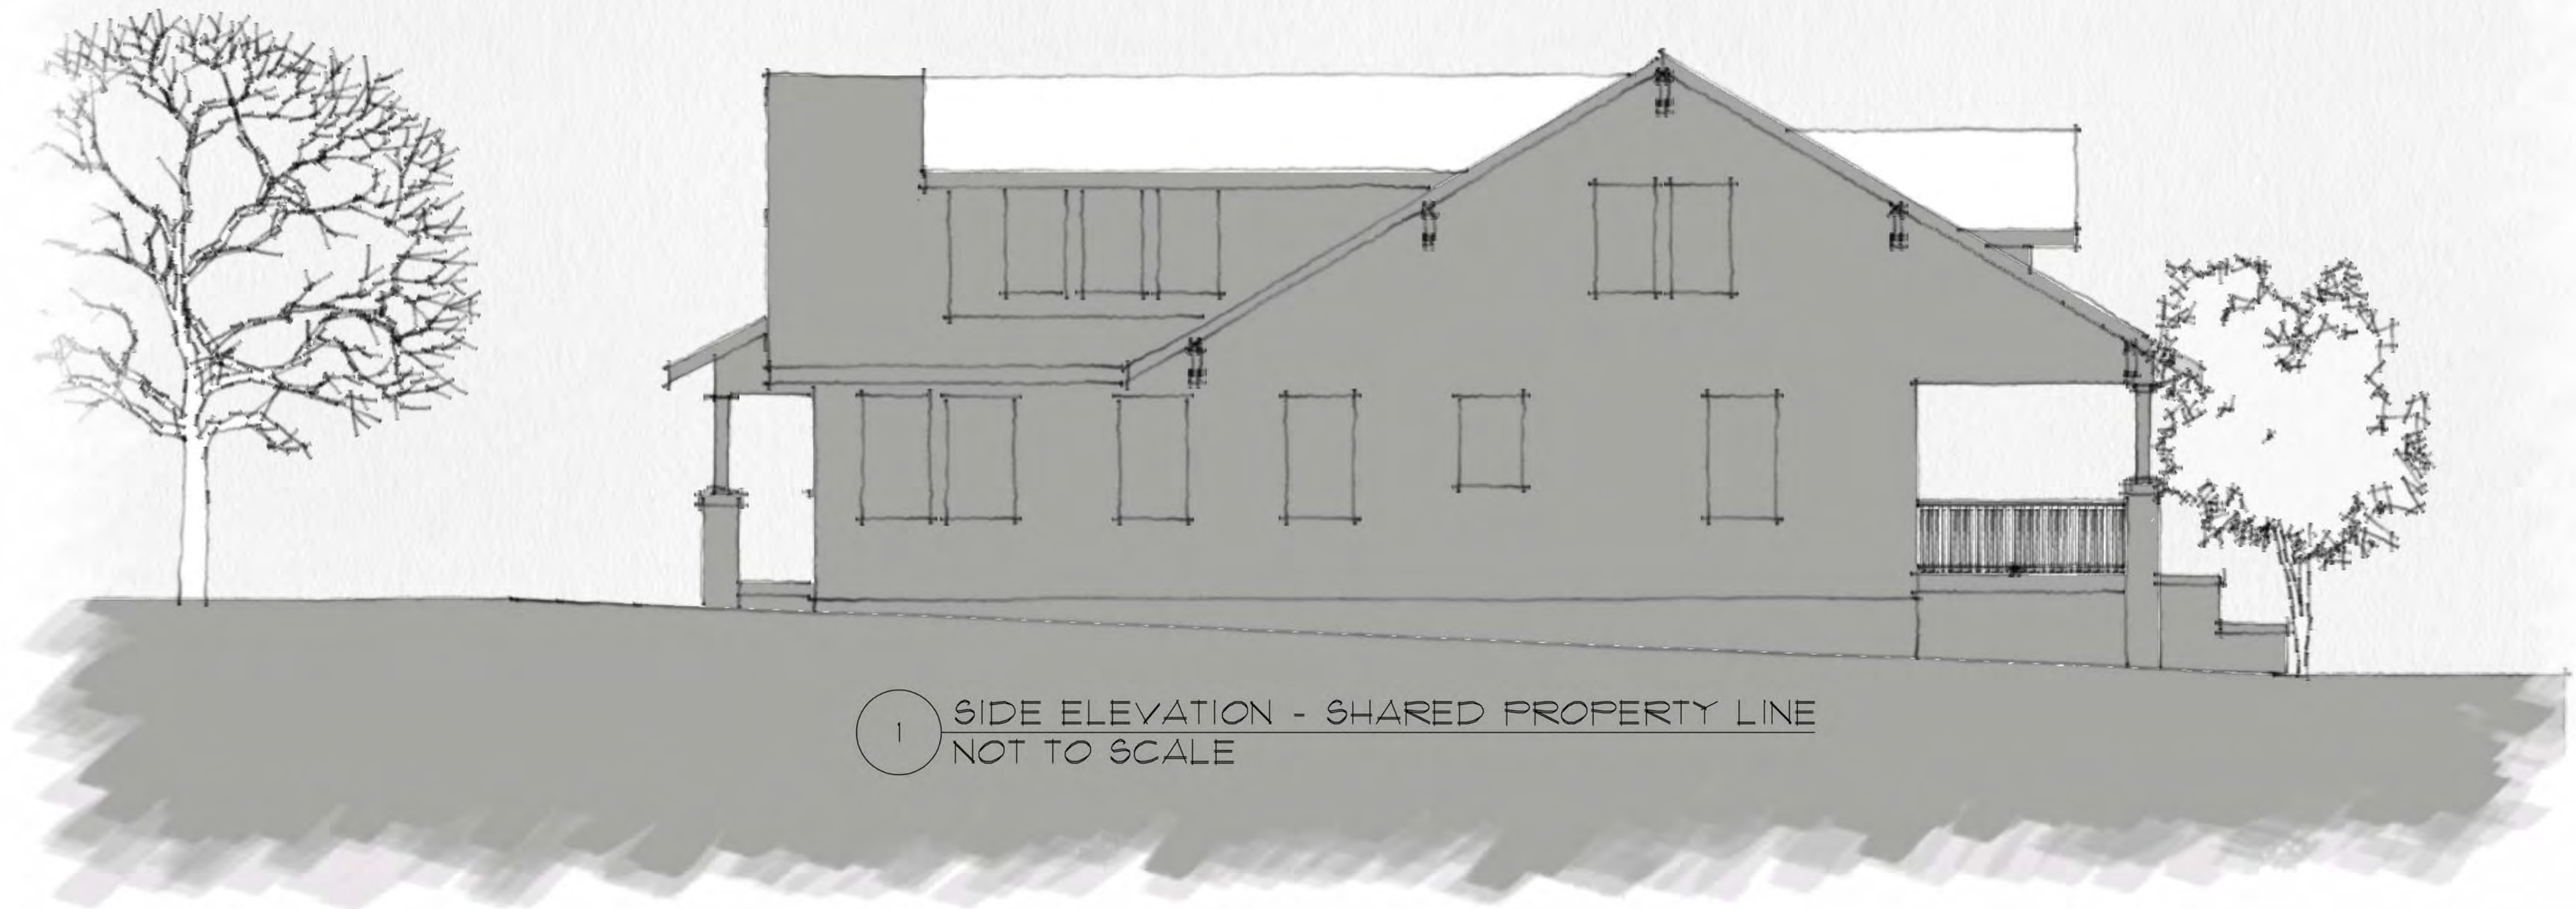 1
SIDE ELEVATION - SHARED PROPERTY LINE
NOT TO SCALE